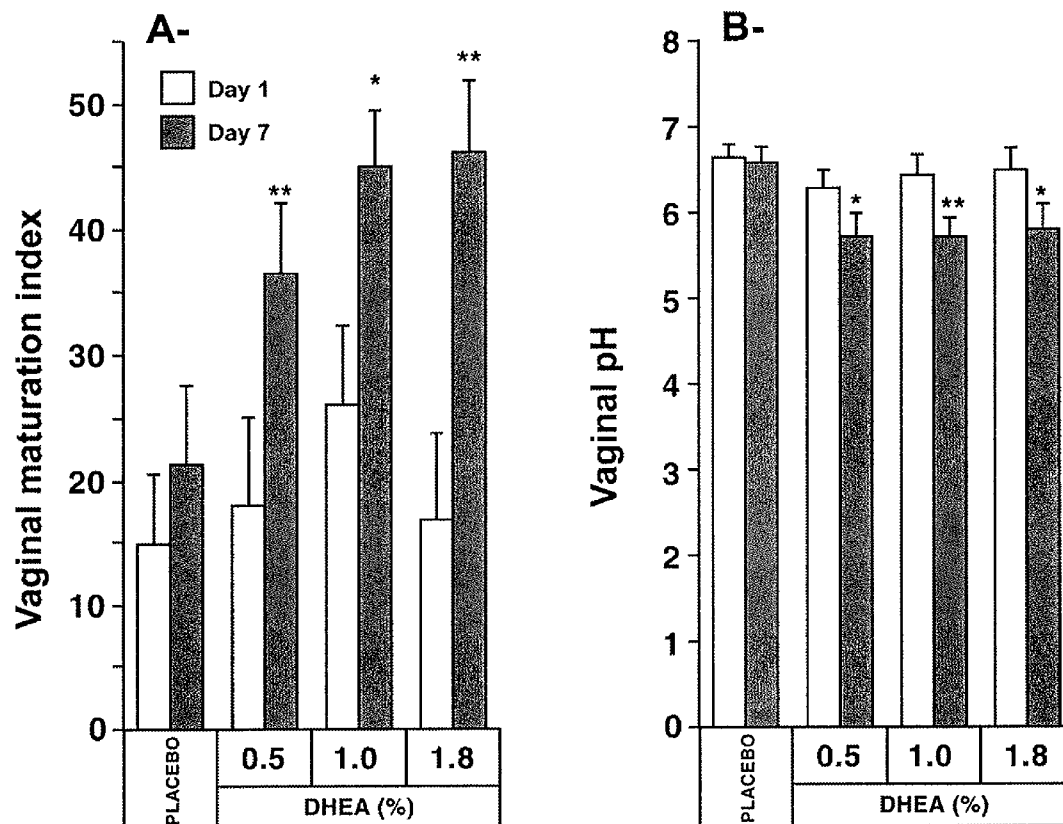 A-
Day 1
Day 7
Vaginal maturation index
50
40
30
20
10
0
**
*
**
PLACEBO
0.5
1.0
1.8
DHEA (%)
B-
Vaginal pH
8
7
6
5
4
3
2
1
0
*
**
*
PLACEBO
0.5
1.0
1.8
DHEA (%)